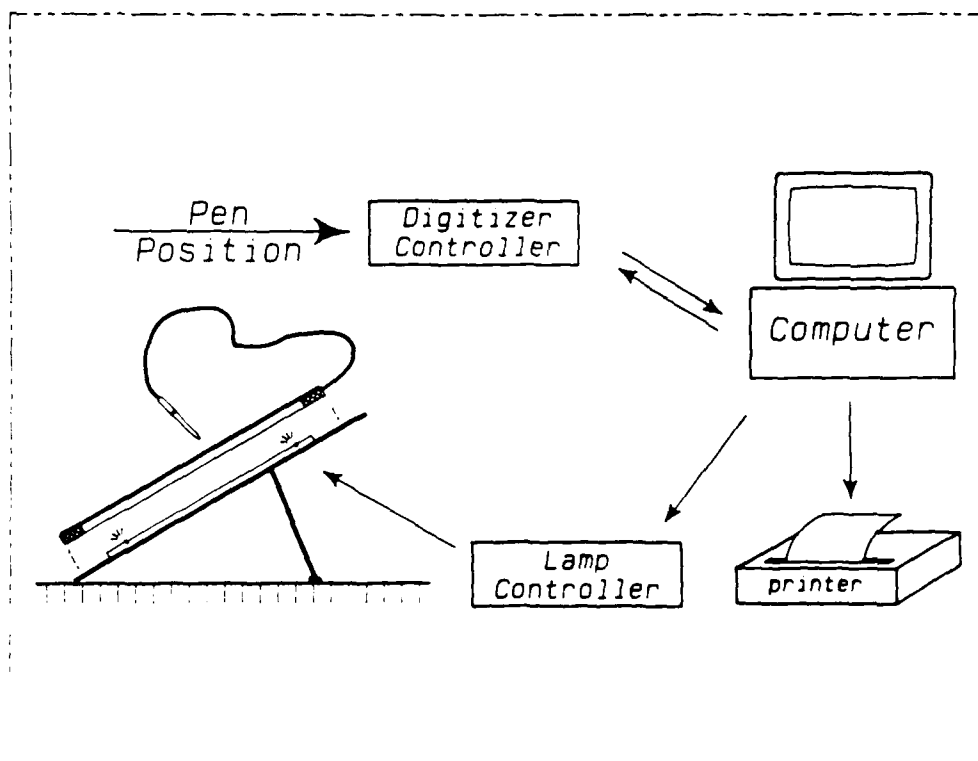 Pen
Position
Digitizer
Controller
Computer
Lamp
Controller
printer